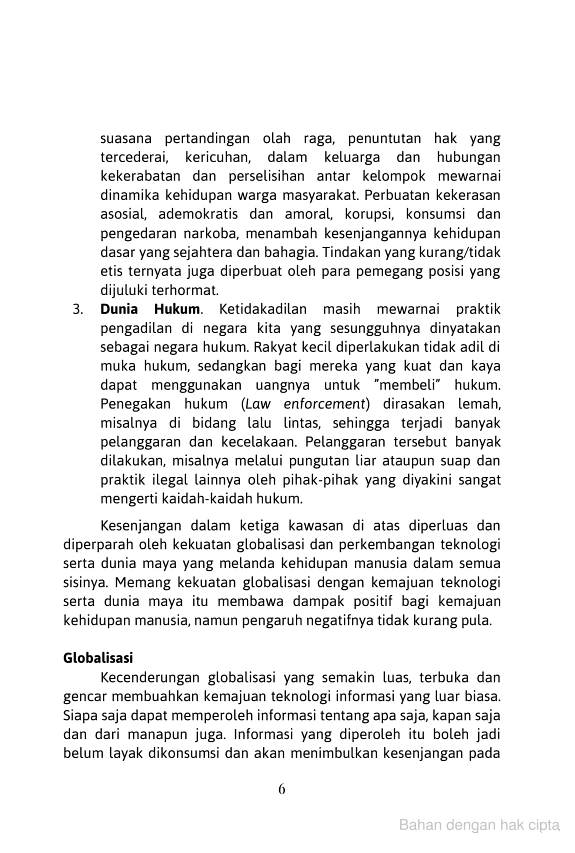 suasana pertandingan olah raga, penuntutan hak yang
tercederai, kericuhan, dalam keluarga dan hubungan
kekerabatan dan perselisihan antar kelompok mewarnai
dinamika kehidupan warga masyarakat. Perbuatan kekerasan
asosial, ademokratis dan amoral, korupsi, konsumsi dan
pengedaran narkoba, menambah kesenjangannya kehidupan
dasar yang sejahtera dan bahagia. Tindakan yang kurang/tidak
etis ternyata juga diperbuat oleh para pemegang posisi yang
dijuluki terhormat.
3. Dunia Hukum. Ketidakadilan masih mewarnai praktik
pengadilan di negara kita yang sesungguhnya dinyatakan
sebagai negara hukum. Rakyat kecil diperlakukan tidak adil di
muka hukum, sedangkan bagi mereka yang kuat dan kaya
dapat menggunakan uangnya untuk "membeli" hukum.
Penegakan hukum (Law enforcement) dirasakan lemah,
misalnya di bidang lalu lintas, sehingga terjadi banyak
pelanggaran dan kecelakaan. Pelanggaran tersebut banyak
dilakukan, misalnya melalui pungutan liar ataupun suap dan
praktik ilegal lainnya oleh pihak-pihak yang diyakini sangat
mengerti kaidah-kaidah hukum.
Kesenjangan dalam ketiga kawasan di atas diperluas dan
diperparah oleh kekuatan globalisasi dan perkembangan teknologi
serta dunia maya yang melanda kehidupan manusia dalam semua
sisinya. Memang kekuatan globalisasi dengan kemajuan teknologi
serta dunia maya itu membawa dampak positif bagi kemajuan
kehidupan manusia, namun pengaruh negatifnya tidak kurang pula.
Globalisasi
Kecenderungan globalisasi yang semakin luas, terbuka dan
gencar membuahkan kemajuan teknologi informasi yang luar biasa.
Siapa saja dapat memperoleh informasi tentang apa saja, kapan saja
dan dari manapun juga. Informasi yang diperoleh itu boleh jadi
belum layak dikonsumsi dan akan menimbulkan kesenjangan pada
6
Bahan dengan hak cipta